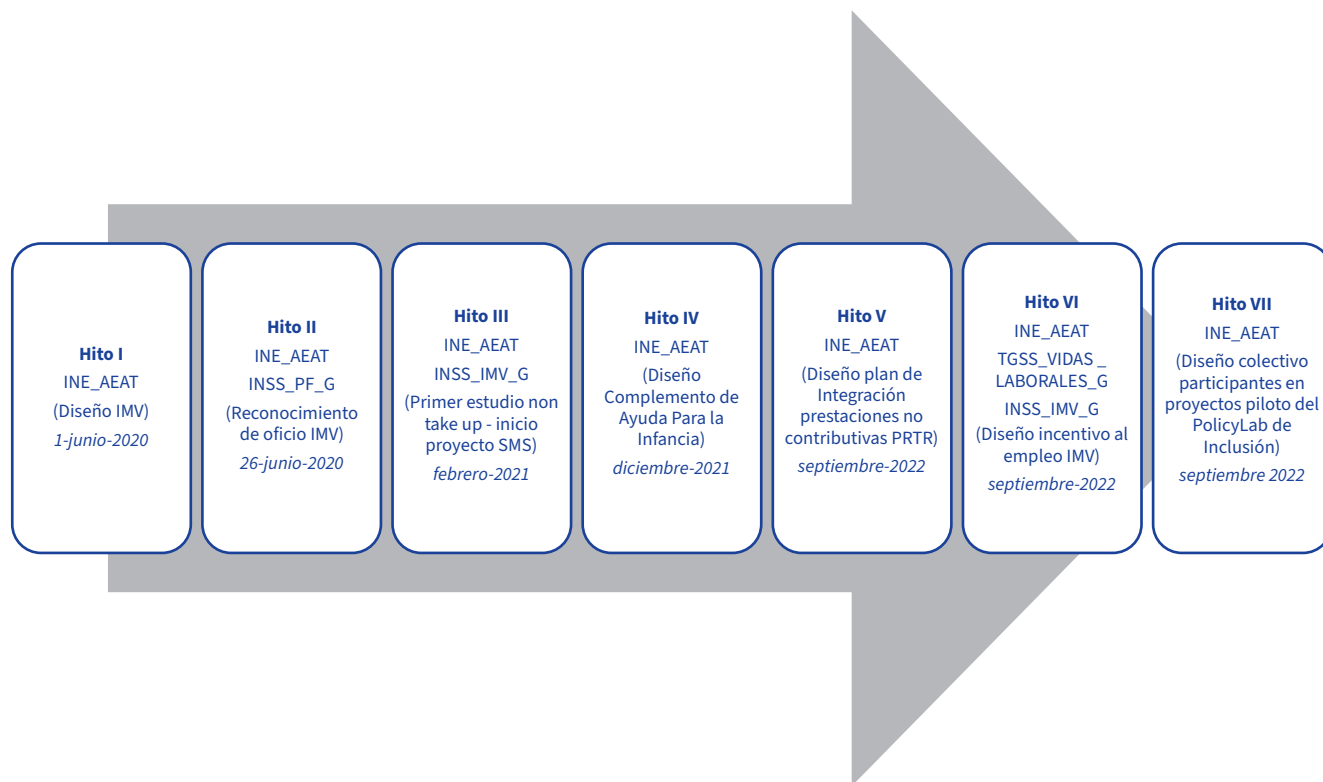 Hito I
INE_AEAT
(Diseño IMV)
1-junio-2020
Hito II
INE_AEAT
INSS_PF_G
(Reconocimiento
de oficio IMV)
26-junio-2020
Hito III
INE_AEAT
INSS_IMV_G
(Primer estudio non
take up - inicio
proyecto SMS)
febrero-2021
Hito IV
INE_AEAT
(Diseño
Complemento de
Ayuda Para la
Infancia)
diciembre-2021
Hito V
INE_AEAT
(Diseño plan de
Integración
prestaciones no
contributivas PRTR)
septiembre-2022
Hito VI
INE_AEAT
TGSS_VIDAS _
LABORALES_G
INSS_IMV_G
(Diseño incentivo al
empleo IMV)
septiembre-2022
Hito VII
INE_AEAT
(Diseño colectivo
participantes en
proyectos piloto del
PolicyLab de
Inclusión)
septiembre 2022